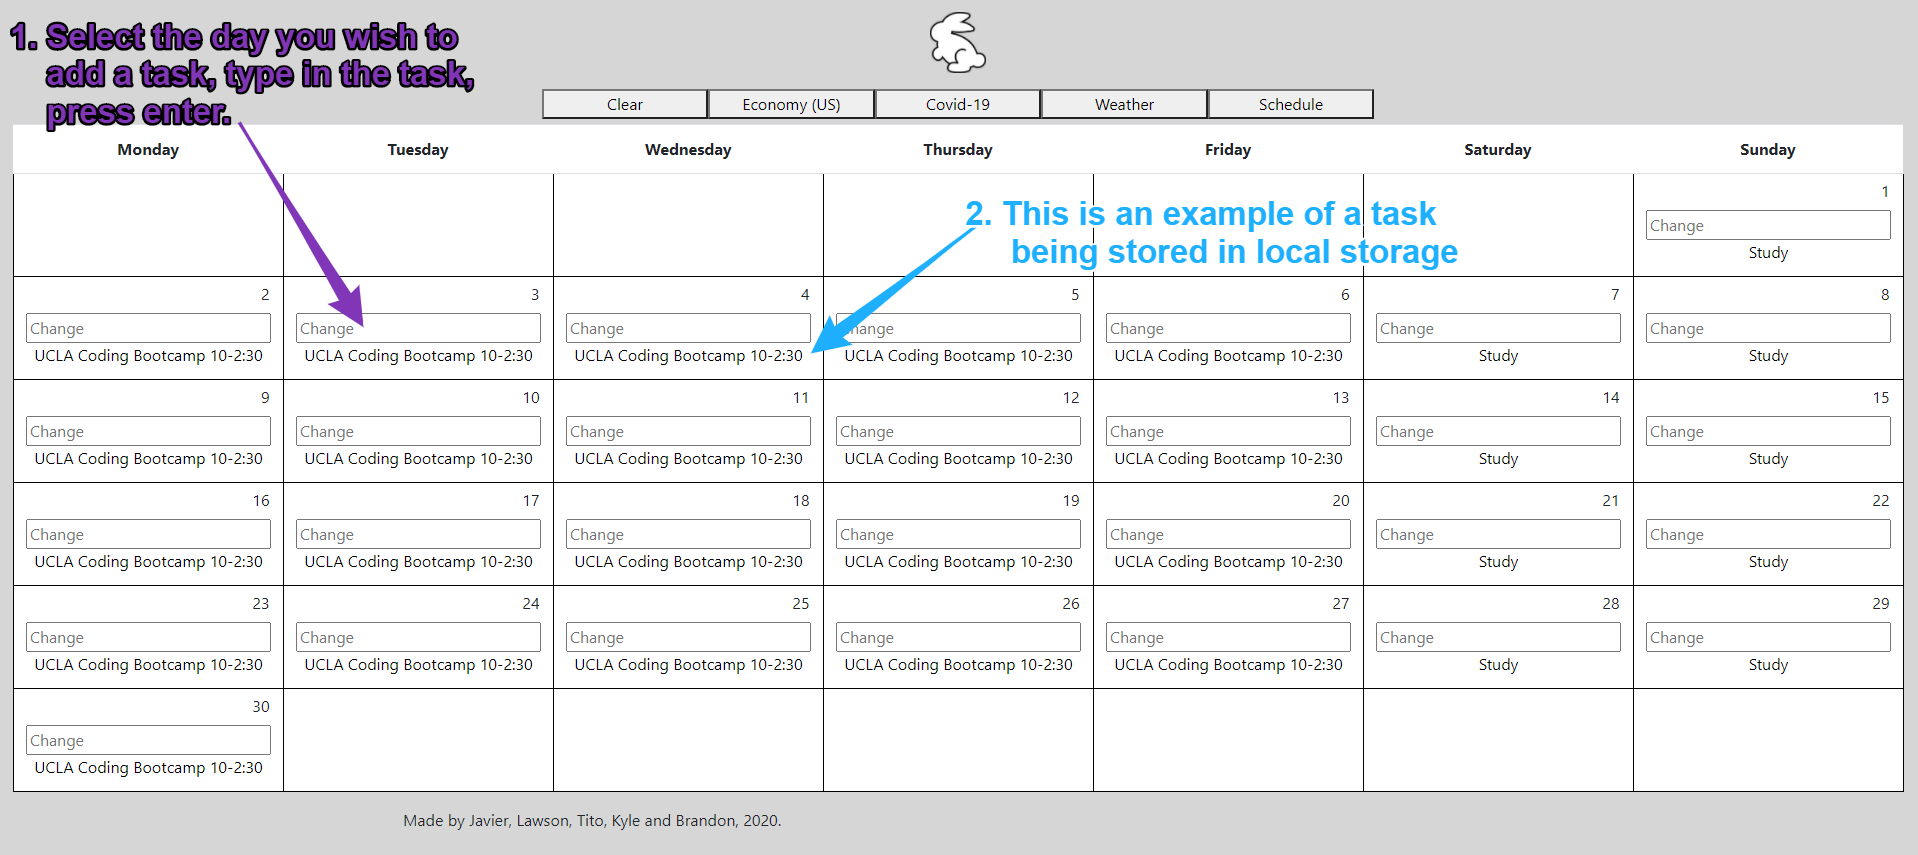 1. Select the day you wish to
add a task, type in the task,
press enter.
Clear Economy (US) Covid-19 Weather Schedule
Monday Tuesday Wednesday Thursday Friday Saturday Sunday
2. This is an example of a task
being stored in local storage
1
Change
Study
2 3 4 5 6 7 8
Change Change Change Change Change Change Change
UCLA Coding Bootcamp 10-2:30 UCLA Coding Bootcamp 10-2:30 UCLA Coding Bootcamp 10-2:30 UCLA Coding Bootcamp 10-2:30 UCLA Coding Bootcamp 10-2:30 Study Study
9 10 11 12 13 14 15
Change Change Change Change Change Change Change
UCLA Coding Bootcamp 10-2:30 UCLA Coding Bootcamp 10-2:30 UCLA Coding Bootcamp 10-2:30 UCLA Coding Bootcamp 10-2:30 UCLA Coding Bootcamp 10-2:30 Study Study
16 17 18 19 20 21 22
Change Change Change Change Change Change Change
UCLA Coding Bootcamp 10-2:30 UCLA Coding Bootcamp 10-2:30 UCLA Coding Bootcamp 10-2:30 UCLA Coding Bootcamp 10-2:30 UCLA Coding Bootcamp 10-2:30 Study Study
23 24 25 26 27 28 29
Change Change Change Change Change Change Change
UCLA Coding Bootcamp 10-2:30 UCLA Coding Bootcamp 10-2:30 UCLA Coding Bootcamp 10-2:30 UCLA Coding Bootcamp 10-2:30 UCLA Coding Bootcamp 10-2:30 Study Study
30
Change
UCLA Coding Bootcamp 10-2:30
Made by Javier, Lawson, Tito, Kyle and Brandon, 2020.